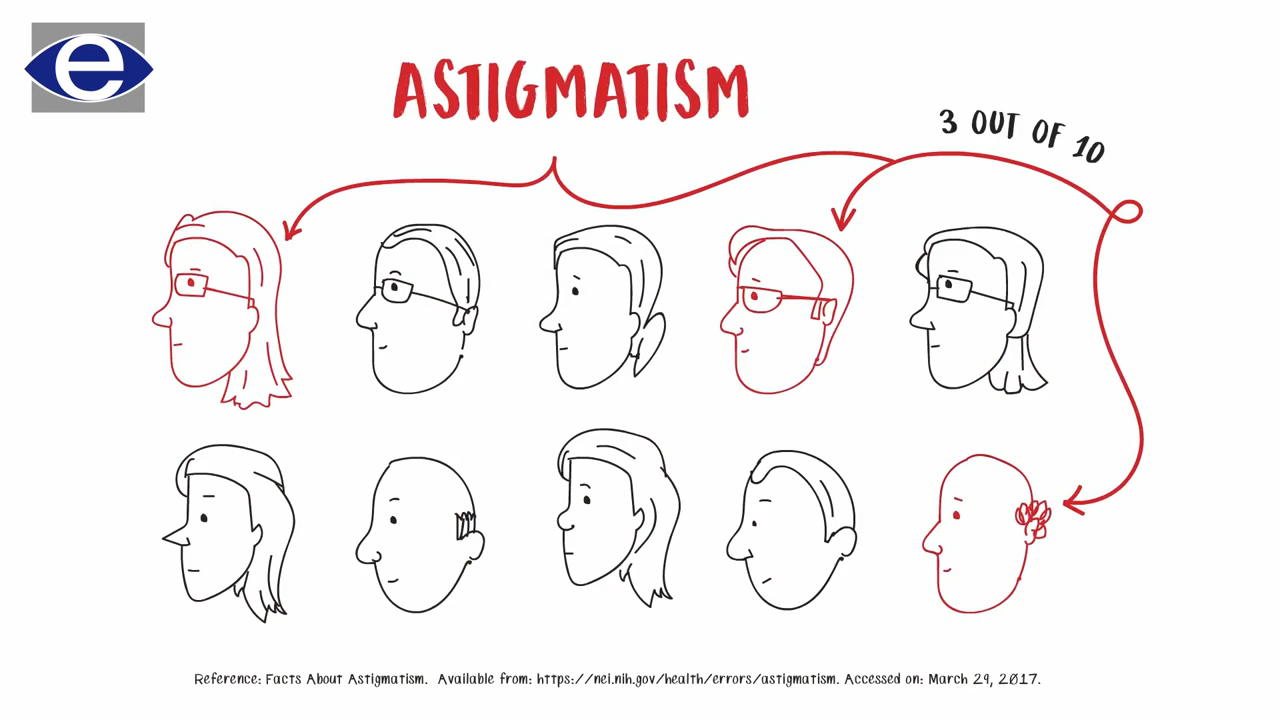 e
ASTIGMATISM
3 OUT OF 10
Reference: Facts About Astigmatism. Available from: https://nei.nih.gov/health/errors/astigmatism. Accessed on: March 29, 2017.